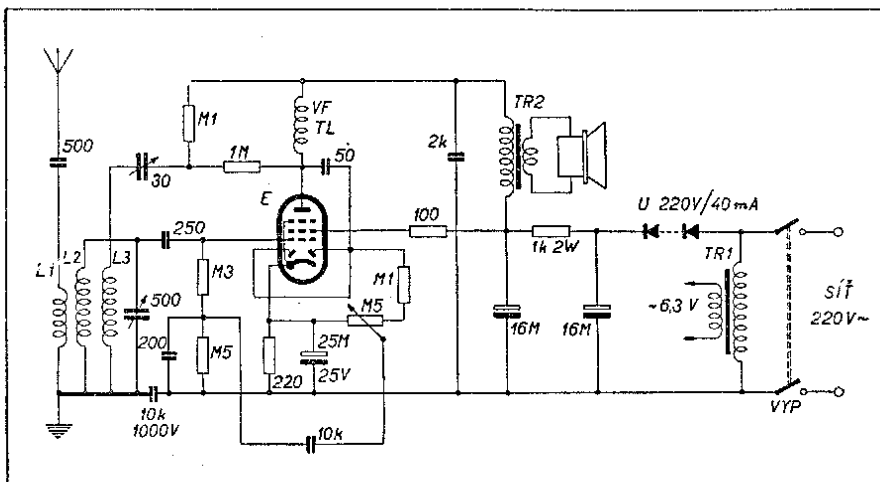 500
30
M1
1M
VF
TL
50
E
2k
TR2
U 220V/40mA
250
100
1k 2W
TR1
L1
L2
L3
500
M3
M1
M5
~6,3 V
SÍŤ
220V~
200
M5
220
25M
25V
16M
16M
VYP
10k
1000V
10k